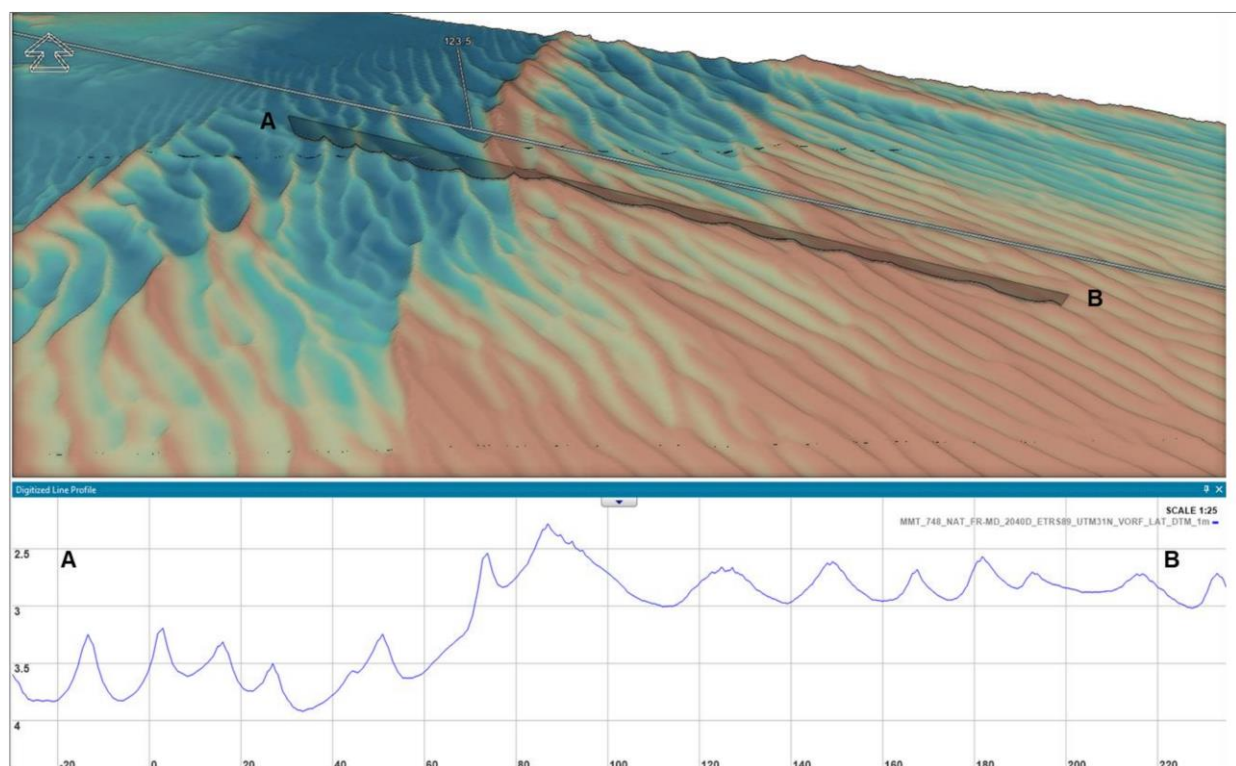 123.5
A
B
Digitized Line Profile
SCALE 1:25
MMT_748_NAT_FR-MD_2040D_ETRS89_UTM31N_VORF_LAT_DTM_1m
A
B
2.5
3
3.5
4
-20 0 20 40 60 80 100 120 140 160 180 200 220